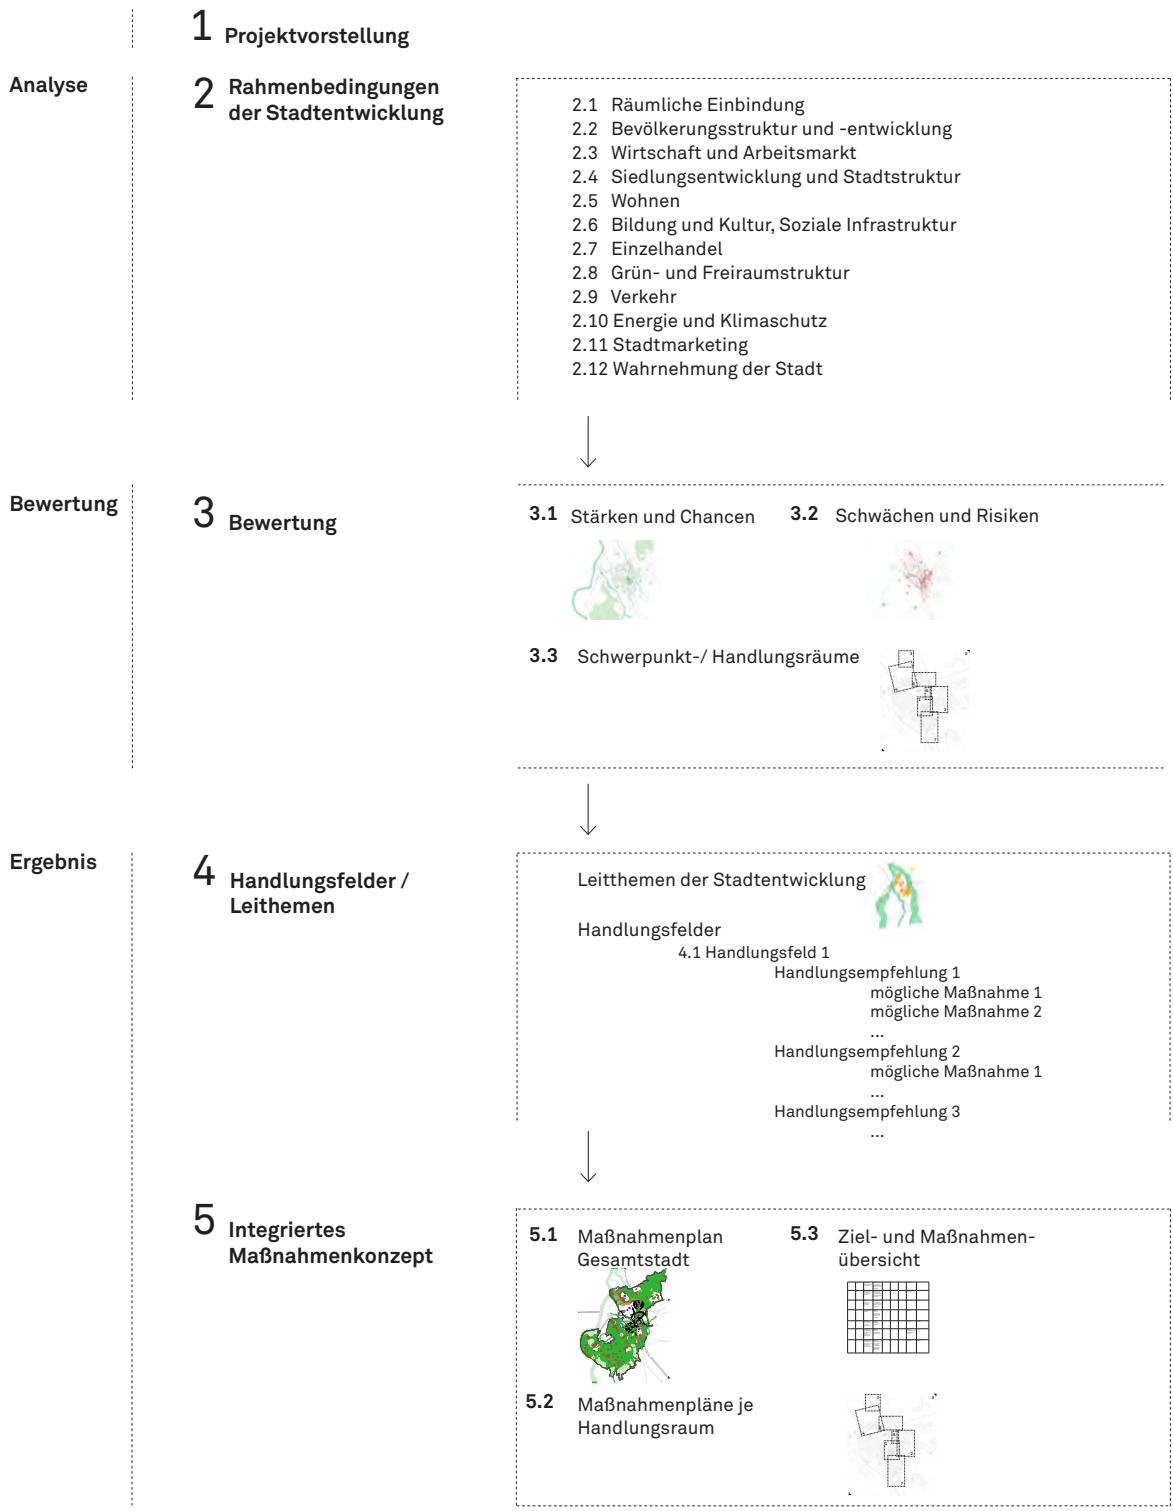 1 Projektvorstellung
Analyse
2 Rahmenbedingungen
der Stadtentwicklung
2.1 Räumliche Einbindung
2.2 Bevölkerungsstruktur und -entwicklung
2.3 Wirtschaft und Arbeitsmarkt
2.4 Siedlungsentwicklung und Stadtstruktur
2.5 Wohnen
2.6 Bildung und Kultur, Soziale Infrastruktur
2.7 Einzelhandel
2.8 Grün- und Freiraumstruktur
2.9 Verkehr
2.10 Energie und Klimaschutz
2.11 Stadtmarketing
2.12 Wahrnehmung der Stadt
Bewertung
3 Bewertung
3.1 Stärken und Chancen
3.2 Schwächen und Risiken
3.3 Schwerpunkt-/ Handlungsräume
Ergebnis
4 Handlungsfelder /
Leithemen
Leitthemen der Stadtentwicklung
Handlungsfelder
4.1 Handlungsfeld 1
Handlungsempfehlung 1
mögliche Maßnahme 1
mögliche Maßnahme 2
...
Handlungsempfehlung 2
mögliche Maßnahme 1
...
Handlungsempfehlung 3
...
5 Integriertes
Maßnahmenkonzept
5.1 Maßnahmenplan
Gesamtstadt
5.3 Ziel- und Maßnahmen-
übersicht
5.2 Maßnahmenpläne je
Handlungsraum